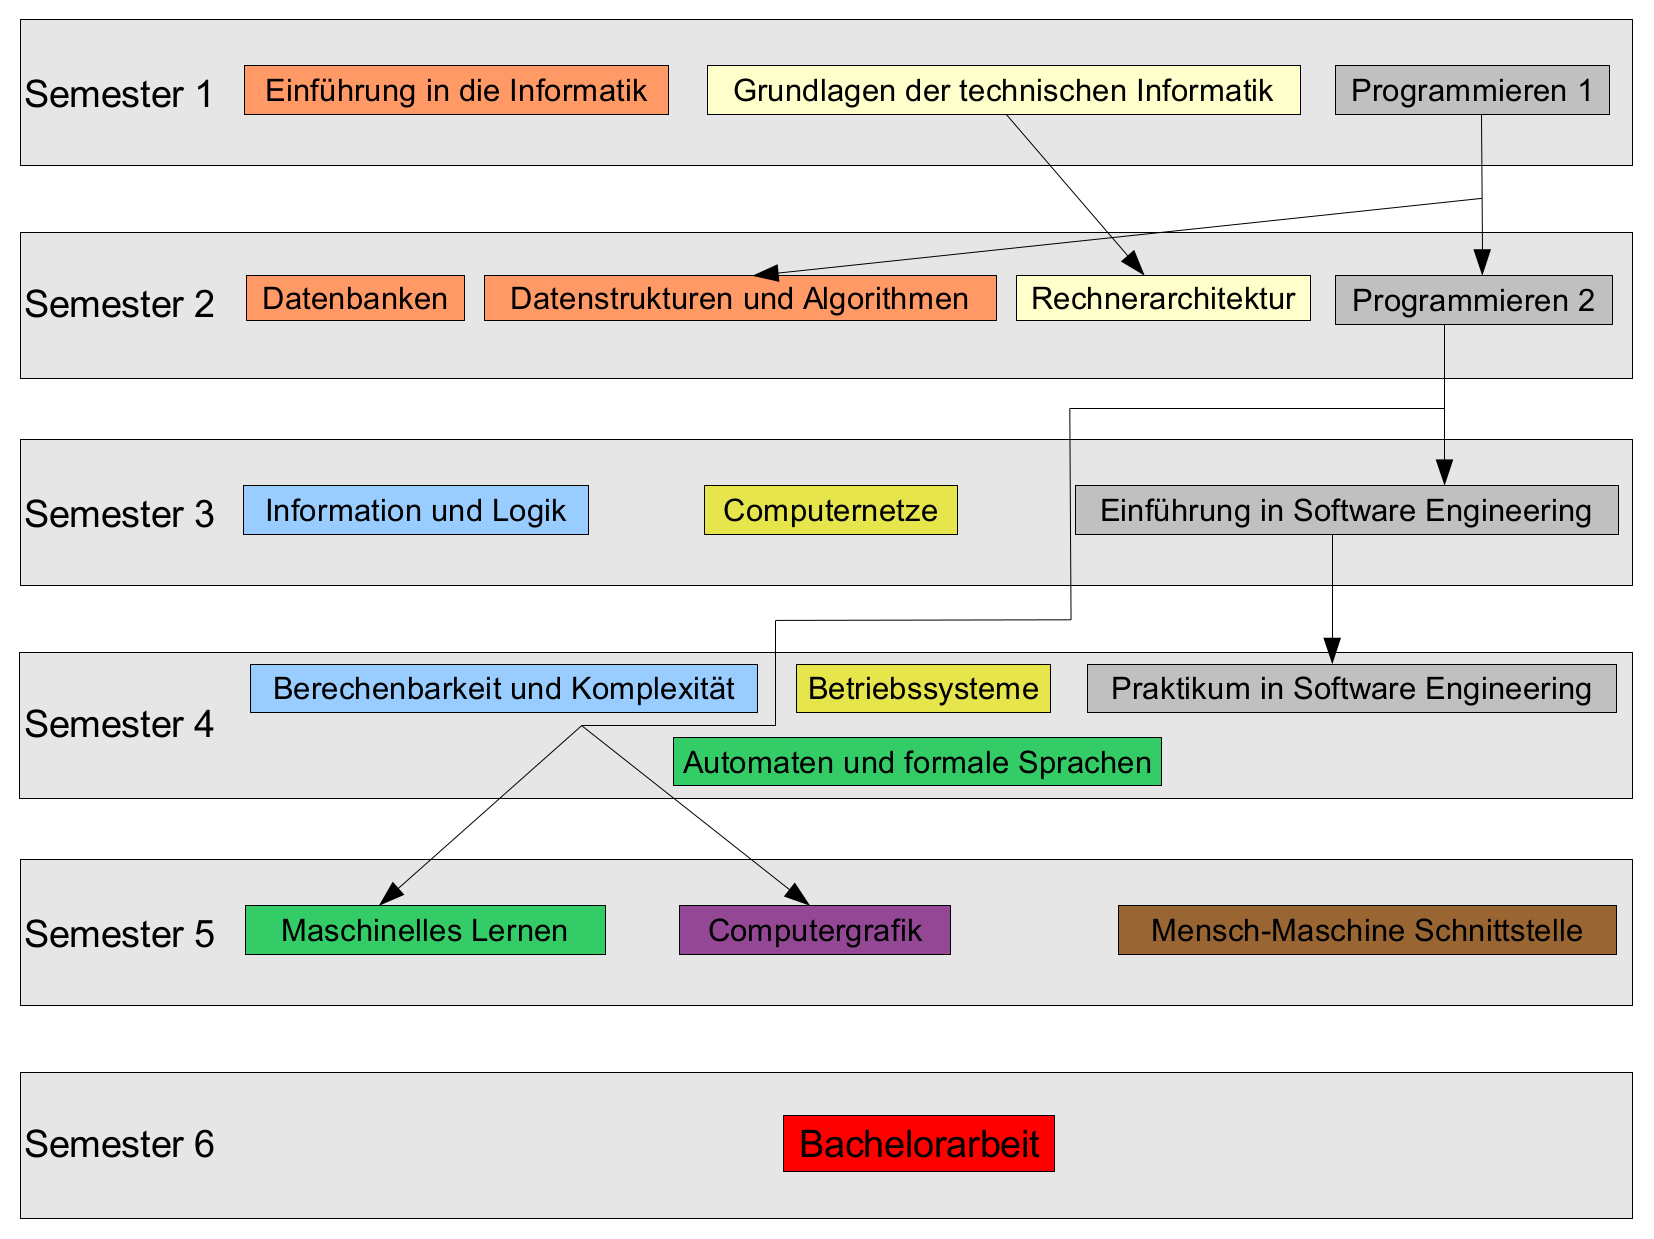 Semester 1
Einführung in die Informatik
Grundlagen der technischen Informatik
Programmieren 1
Semester 2
Datenbanken
Datenstrukturen und Algorithmen
Rechnerarchitektur
Programmieren 2
Semester 3
Information und Logik
Computernetze
Einführung in Software Engineering
Semester 4
Berechenbarkeit und Komplexität
Betriebssysteme
Praktikum in Software Engineering
Automaten und formale Sprachen
Semester 5
Maschinelles Lernen
Computergrafik
Mensch-Maschine Schnittstelle
Semester 6
Bachelorarbeit